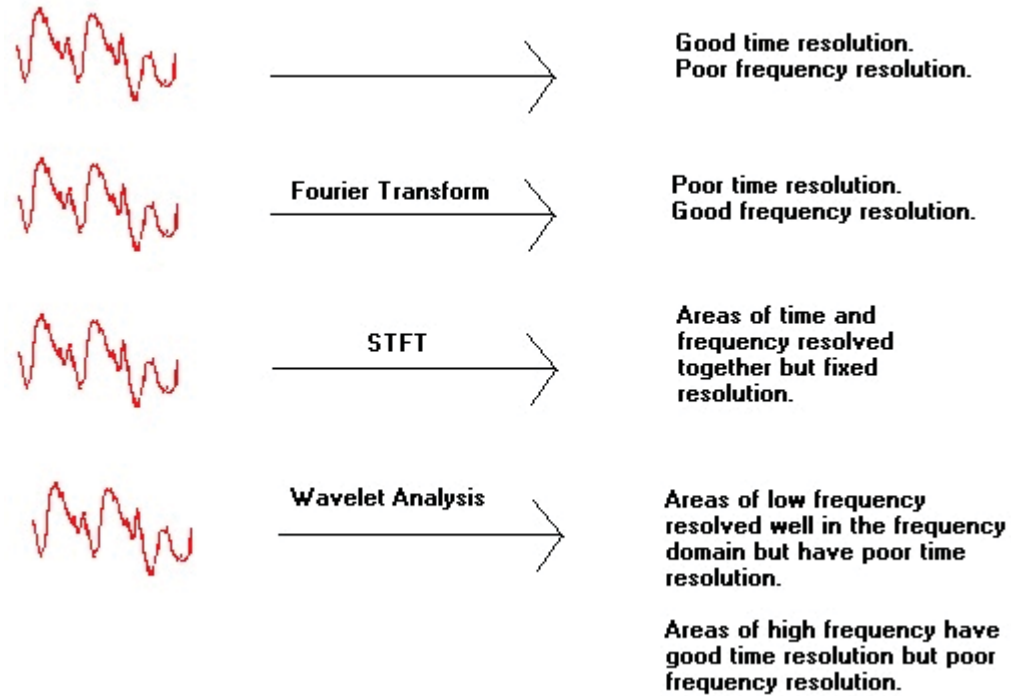 Good time resolution.
Poor frequency resolution.
Fourier Transform
Poor time resolution.
Good frequency resolution.
STFT
Areas of time and
frequency resolved
together but fixed
resolution.
Wavelet Analysis
Areas of low frequency
resolved well in the frequency
domain but have poor time
resolution.
Areas of high frequency have
good time resolution but poor
frequency resolution.